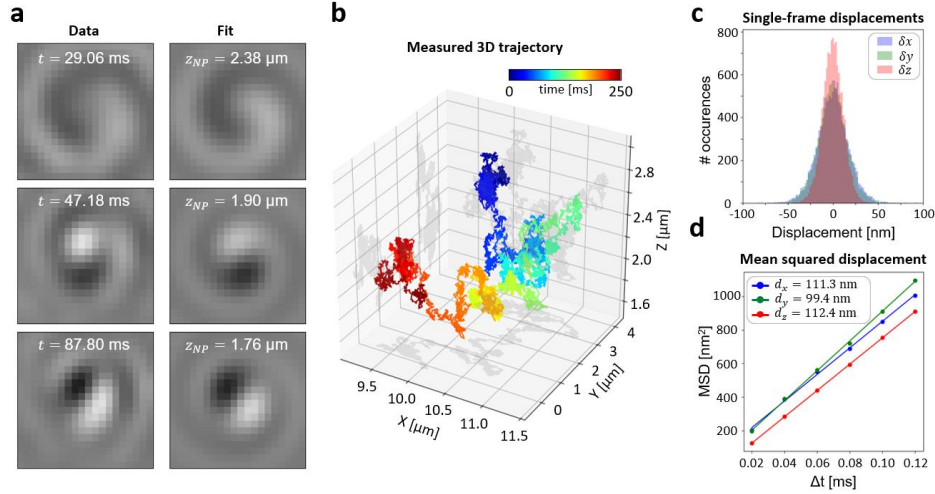 a
Data
Fit
t = 29.06 ms
z_NP = 2.38 µm
t = 47.18 ms
z_NP = 1.90 µm
t = 87.80 ms
z_NP = 1.76 µm
b
Measured 3D trajectory
time [ms]
0
250
2.8
2.4
2.0
1.6
Z [µm]
4
3
2
1
0
Y [µm]
9.5
10.0
10.5
11.0
11.5
X [µm]
c
Single-frame displacements
800
600
400
200
0
# occurences
δx
δy
δz
-100
-50
0
50
100
Displacement [nm]
d
Mean squared displacement
d_x = 111.3 nm
d_y = 99.4 nm
d_z = 112.4 nm
1000
800
600
400
200
MSD [nm²]
0.02 0.04 0.06 0.08 0.10 0.12
Δt [ms]